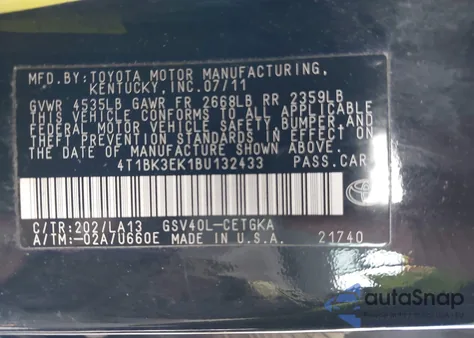 MFD.BY:TOYOTA MOTOR MANUFACTURING,
KENTUCKY, INC.07/11
GVWR 4535LB GAWR FR 2668LB RR 2359LB
THIS VEHICLE CONFORMS TO ALL APPLICABLE
FEDERAL MOTOR VEHICLE SAFETY, BUMPER, AND
THEFT PREVENTION STANDARDS IN EFFECT ON
THE DATE OF MANUFACTURE SHOWN ABOVE.
4T1BK3EK1BU132433 PASS.CAR
C/TR:202/LA13 GSV40L-CETGKA
A/TM:-02A/U660E MADE IN U.S.A. 21740
TOYOTA
autoSnap